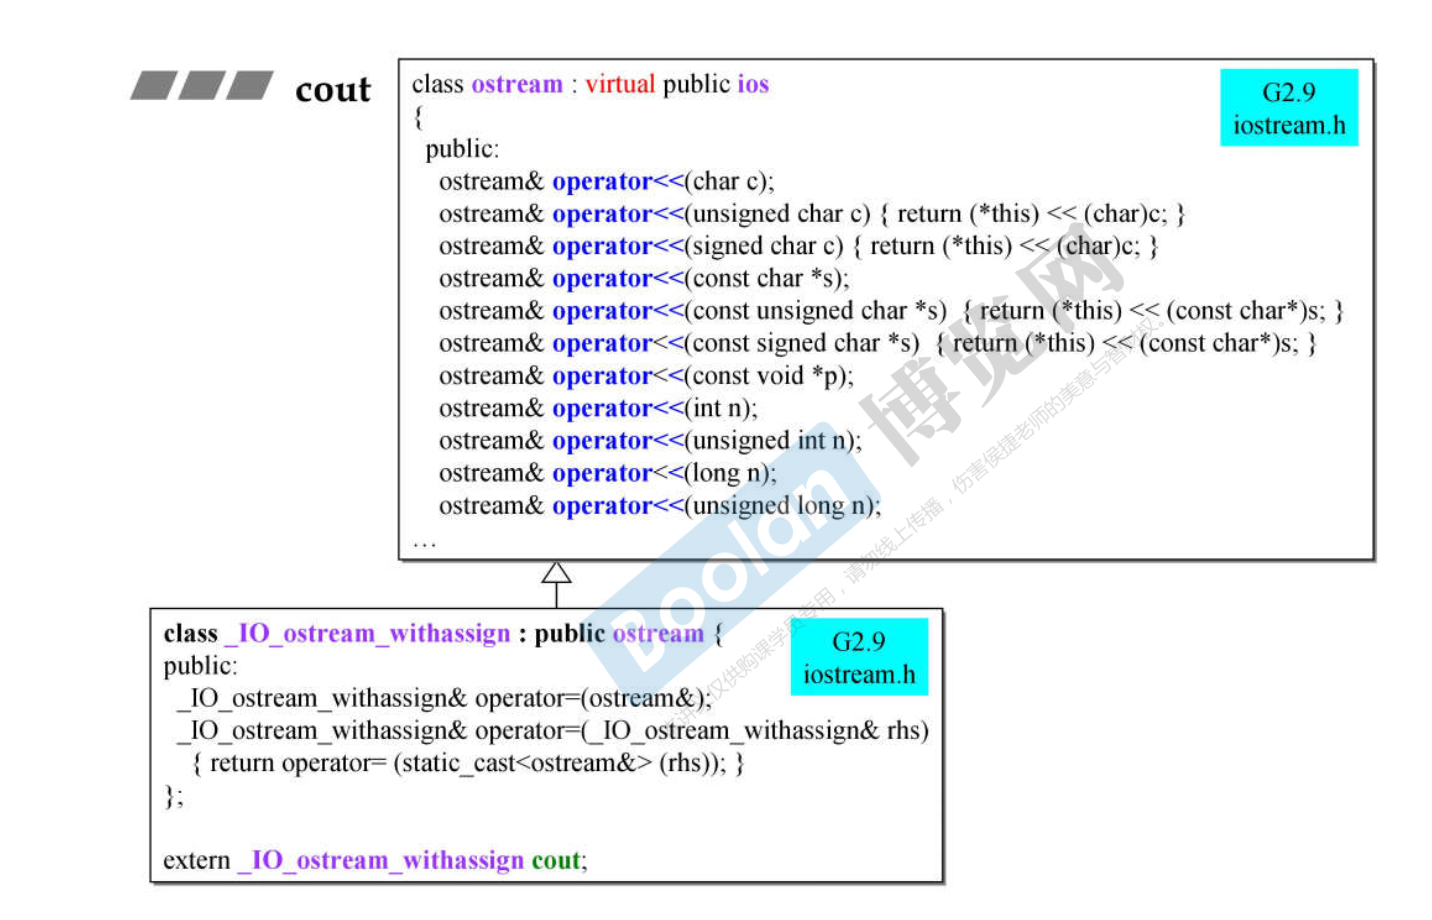 cout
class ostream : virtual public ios
{
public:
ostream& operator<<(char c);
ostream& operator<<(unsigned char c) { return (*this) << (char)c; }
ostream& operator<<(signed char c) { return (*this) << (char)c; }
ostream& operator<<(const char *s);
ostream& operator<<(const unsigned char *s) { return (*this) << (const char*)s; }
ostream& operator<<(const signed char *s) { return (*this) << (const char*)s; }
ostream& operator<<(const void *p);
ostream& operator<<(int n);
ostream& operator<<(unsigned int n);
ostream& operator<<(long n);
ostream& operator<<(unsigned long n);
…
G2.9
iostream.h
class _IO_ostream_withassign : public ostream {
public:
_IO_ostream_withassign& operator=(ostream&);
_IO_ostream_withassign& operator=(_IO_ostream_withassign& rhs)
{ return operator= (static_cast<ostream&> (rhs)); }
};
extern _IO_ostream_withassign cout;
G2.9
iostream.h
Boolan 博览网
仅供购课学员专用，请勿线上传播，伤害侯捷老师的美意与智财权。